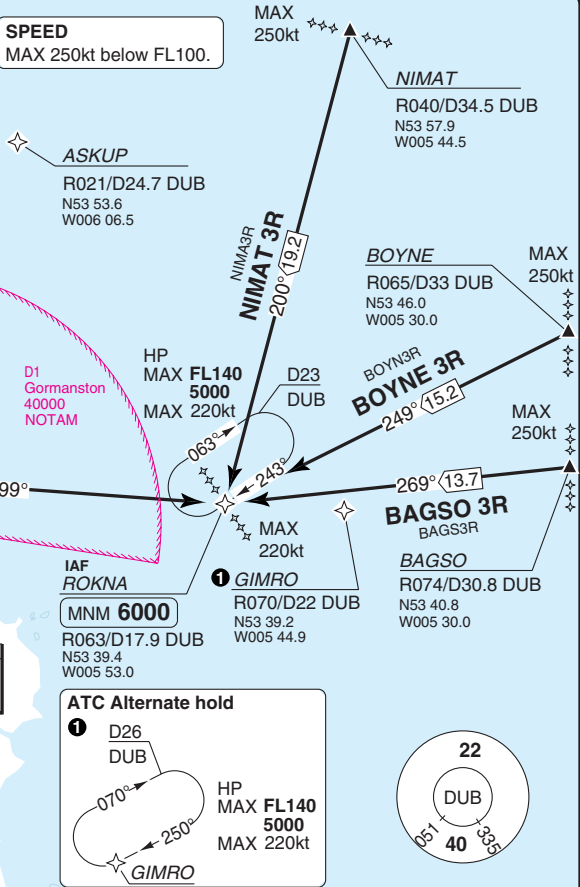 SPEED
MAX 250kt below FL100.
MAX
250kt
NIMAT
R040/D34.5 DUB
N53 57.9
W005 44.5
ASKUP
R021/D24.7 DUB
N53 53.6
W006 06.5
NIMA3R
NIMAT 3R
200° 19.2
BOYNE
R065/D33 DUB
N53 46.0
W005 30.0
MAX
250kt
D1
Gormanston
40000
NOTAM
HP
MAX FL140
5000
MAX 220kt
D23
DUB
063°
243°
BOYN3R
BOYNE 3R
249° 15.2
MAX
250kt
99°
269° 13.7
BAGSO 3R
BAGS3R
MAX
220kt
IAF
ROKNA
MNM 6000
R063/D17.9 DUB
N53 39.4
W005 53.0
1 GIMRO
R070/D22 DUB
N53 39.2
W005 44.9
BAGSO
R074/D30.8 DUB
N53 40.8
W005 30.0
ATC Alternate hold
1
D26
DUB
070°
250°
HP
MAX FL140
5000
MAX 220kt
GIMRO
22
DUB
051
335
40